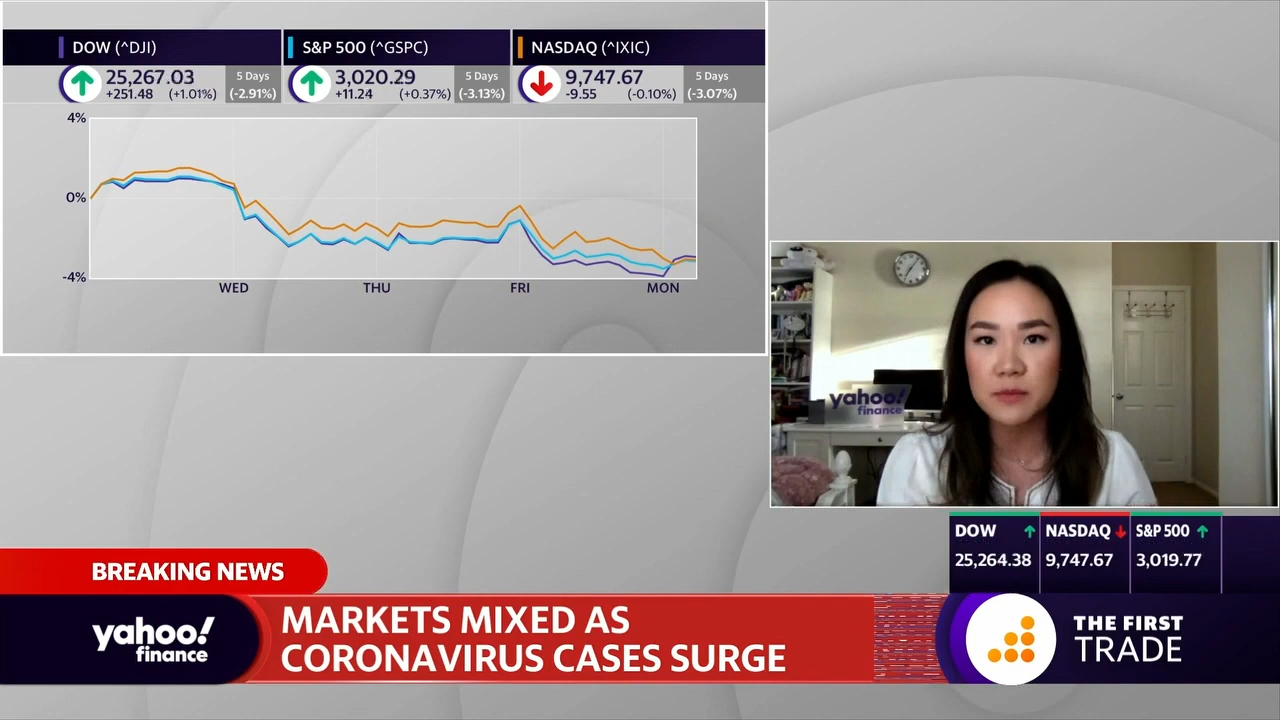 DOW (^DJI)
25,267.03
+251.48 (+1.01%)
5 Days
(-2.91%)
S&P 500 (^GSPC)
3,020.29
+11.24 (+0.37%)
5 Days
(-3.13%)
NASDAQ (^IXIC)
9,747.67
-9.55 (-0.10%)
5 Days
(-3.07%)
4%
0%
-4%
WED THU FRI MON
yahoo!
finance
DOW NASDAQ S&P 500
25,264.38 9,747.67 3,019.77
BREAKING NEWS
yahoo!
finance
MARKETS MIXED AS
CORONAVIRUS CASES SURGE
THE FIRST
TRADE